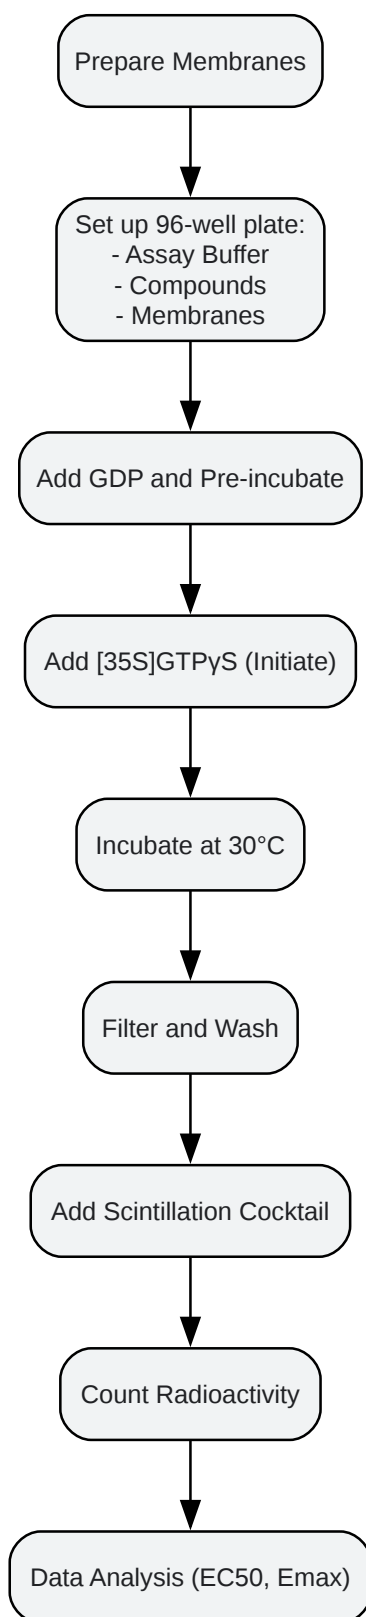 Prepare Membranes
Set up 96-well plate:
- Assay Buffer
- Compounds
- Membranes
Add GDP and Pre-incubate
Add [35S]GTPγS (Initiate)
Incubate at 30°C
Filter and Wash
Add Scintillation Cocktail
Count Radioactivity
Data Analysis (EC50, Emax)